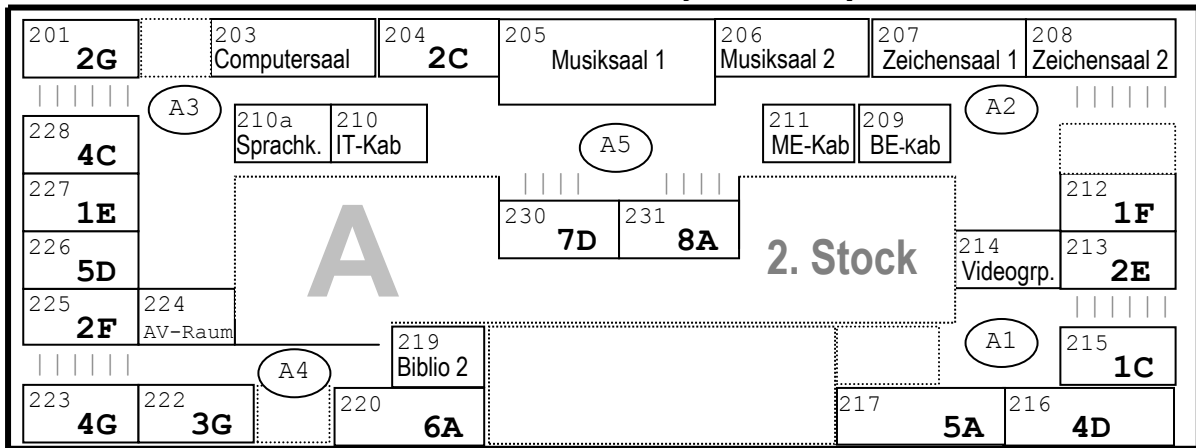 201 2G
203 Computersaal
204 2C
205 Musiksaal 1
206 Musiksaal 2
207 Zeichensaal 1
208 Zeichensaal 2
A3
A2
228 4C
210a Sprachk.
210 IT-Kab
A5
211 ME-Kab
209 BE-Kab
227 1E
230 7D
231 8A
212 1F
226 5D
A
2. Stock
214 Videogrp.
213 2E
225 2F
224 AV-Raum
219 Biblio 2
A1
215 1C
A4
223 4G
222 3G
220 6A
217 5A
216 4D